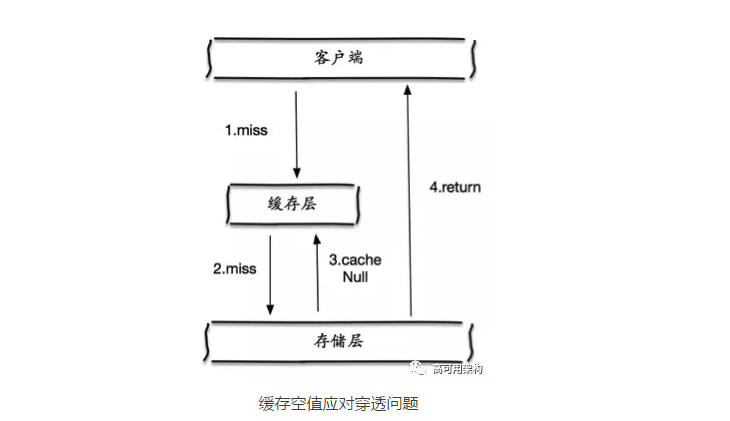 客户端
1.miss
4.return
缓存层
2.miss
3.cache
Null
存储层
高可用架构
缓存空值应对穿透问题